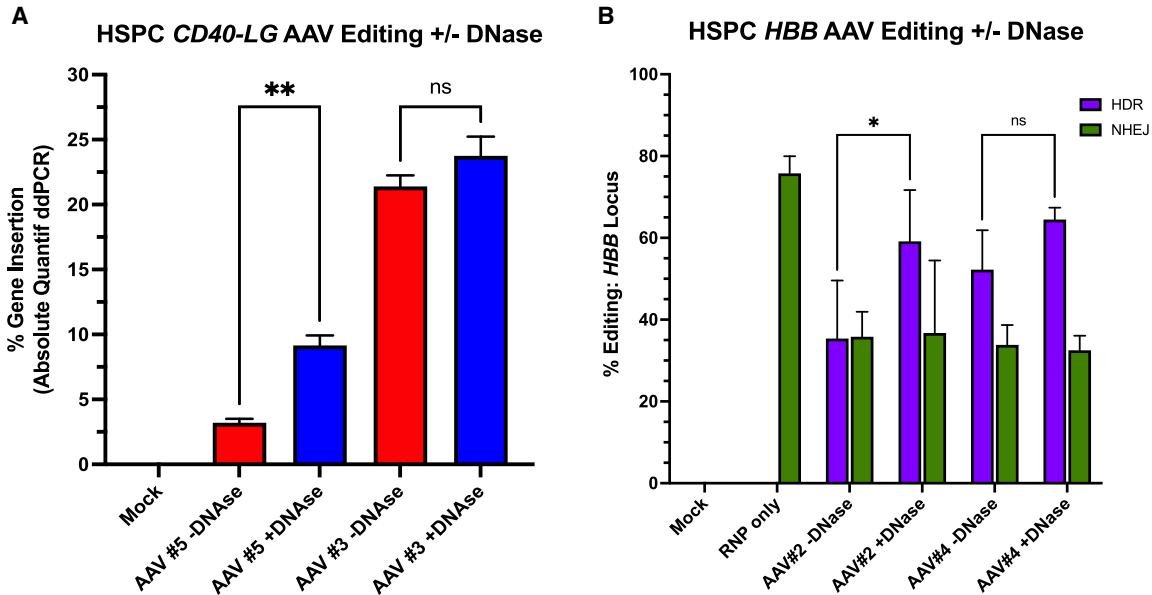 A
HSPC CD40-LG AAV Editing +/- DNase
% Gene Insertion
(Absolute Quantif ddPCR)
30
25
20
15
10
5
0
**
ns
Mock
AAV #5 -DNAse
AAV #5 +DNAse
AAV #3 -DNAse
AAV #3 +DNAse
B
HSPC HBB AAV Editing +/- DNase
% Editing: HBB Locus
100
80
60
40
20
0
*
ns
HDR
NHEJ
Mock
RNP only
AAV#2 -DNase
AAV#2 +DNase
AAV#4 -DNase
AAV#4 +DNase